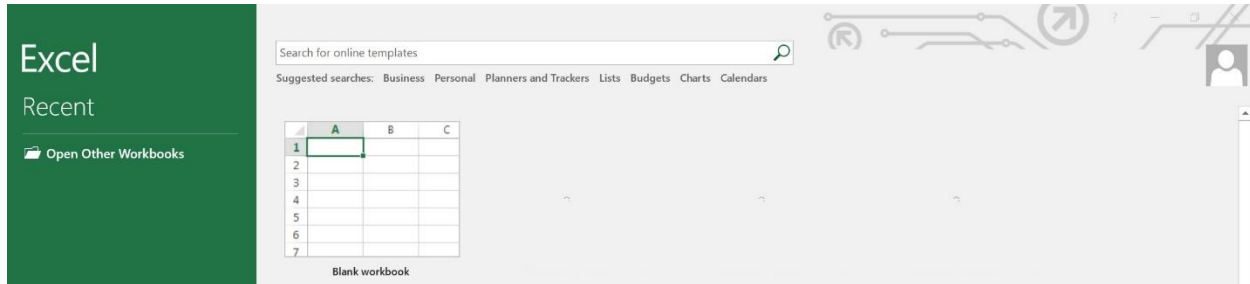 Excel
Recent
Open Other Workbooks
?
Search for online templates
Suggested searches: Business Personal Planners and Trackers Lists Budgets Charts Calendars
A B C
1
2
3
4
5
6
7
Blank workbook